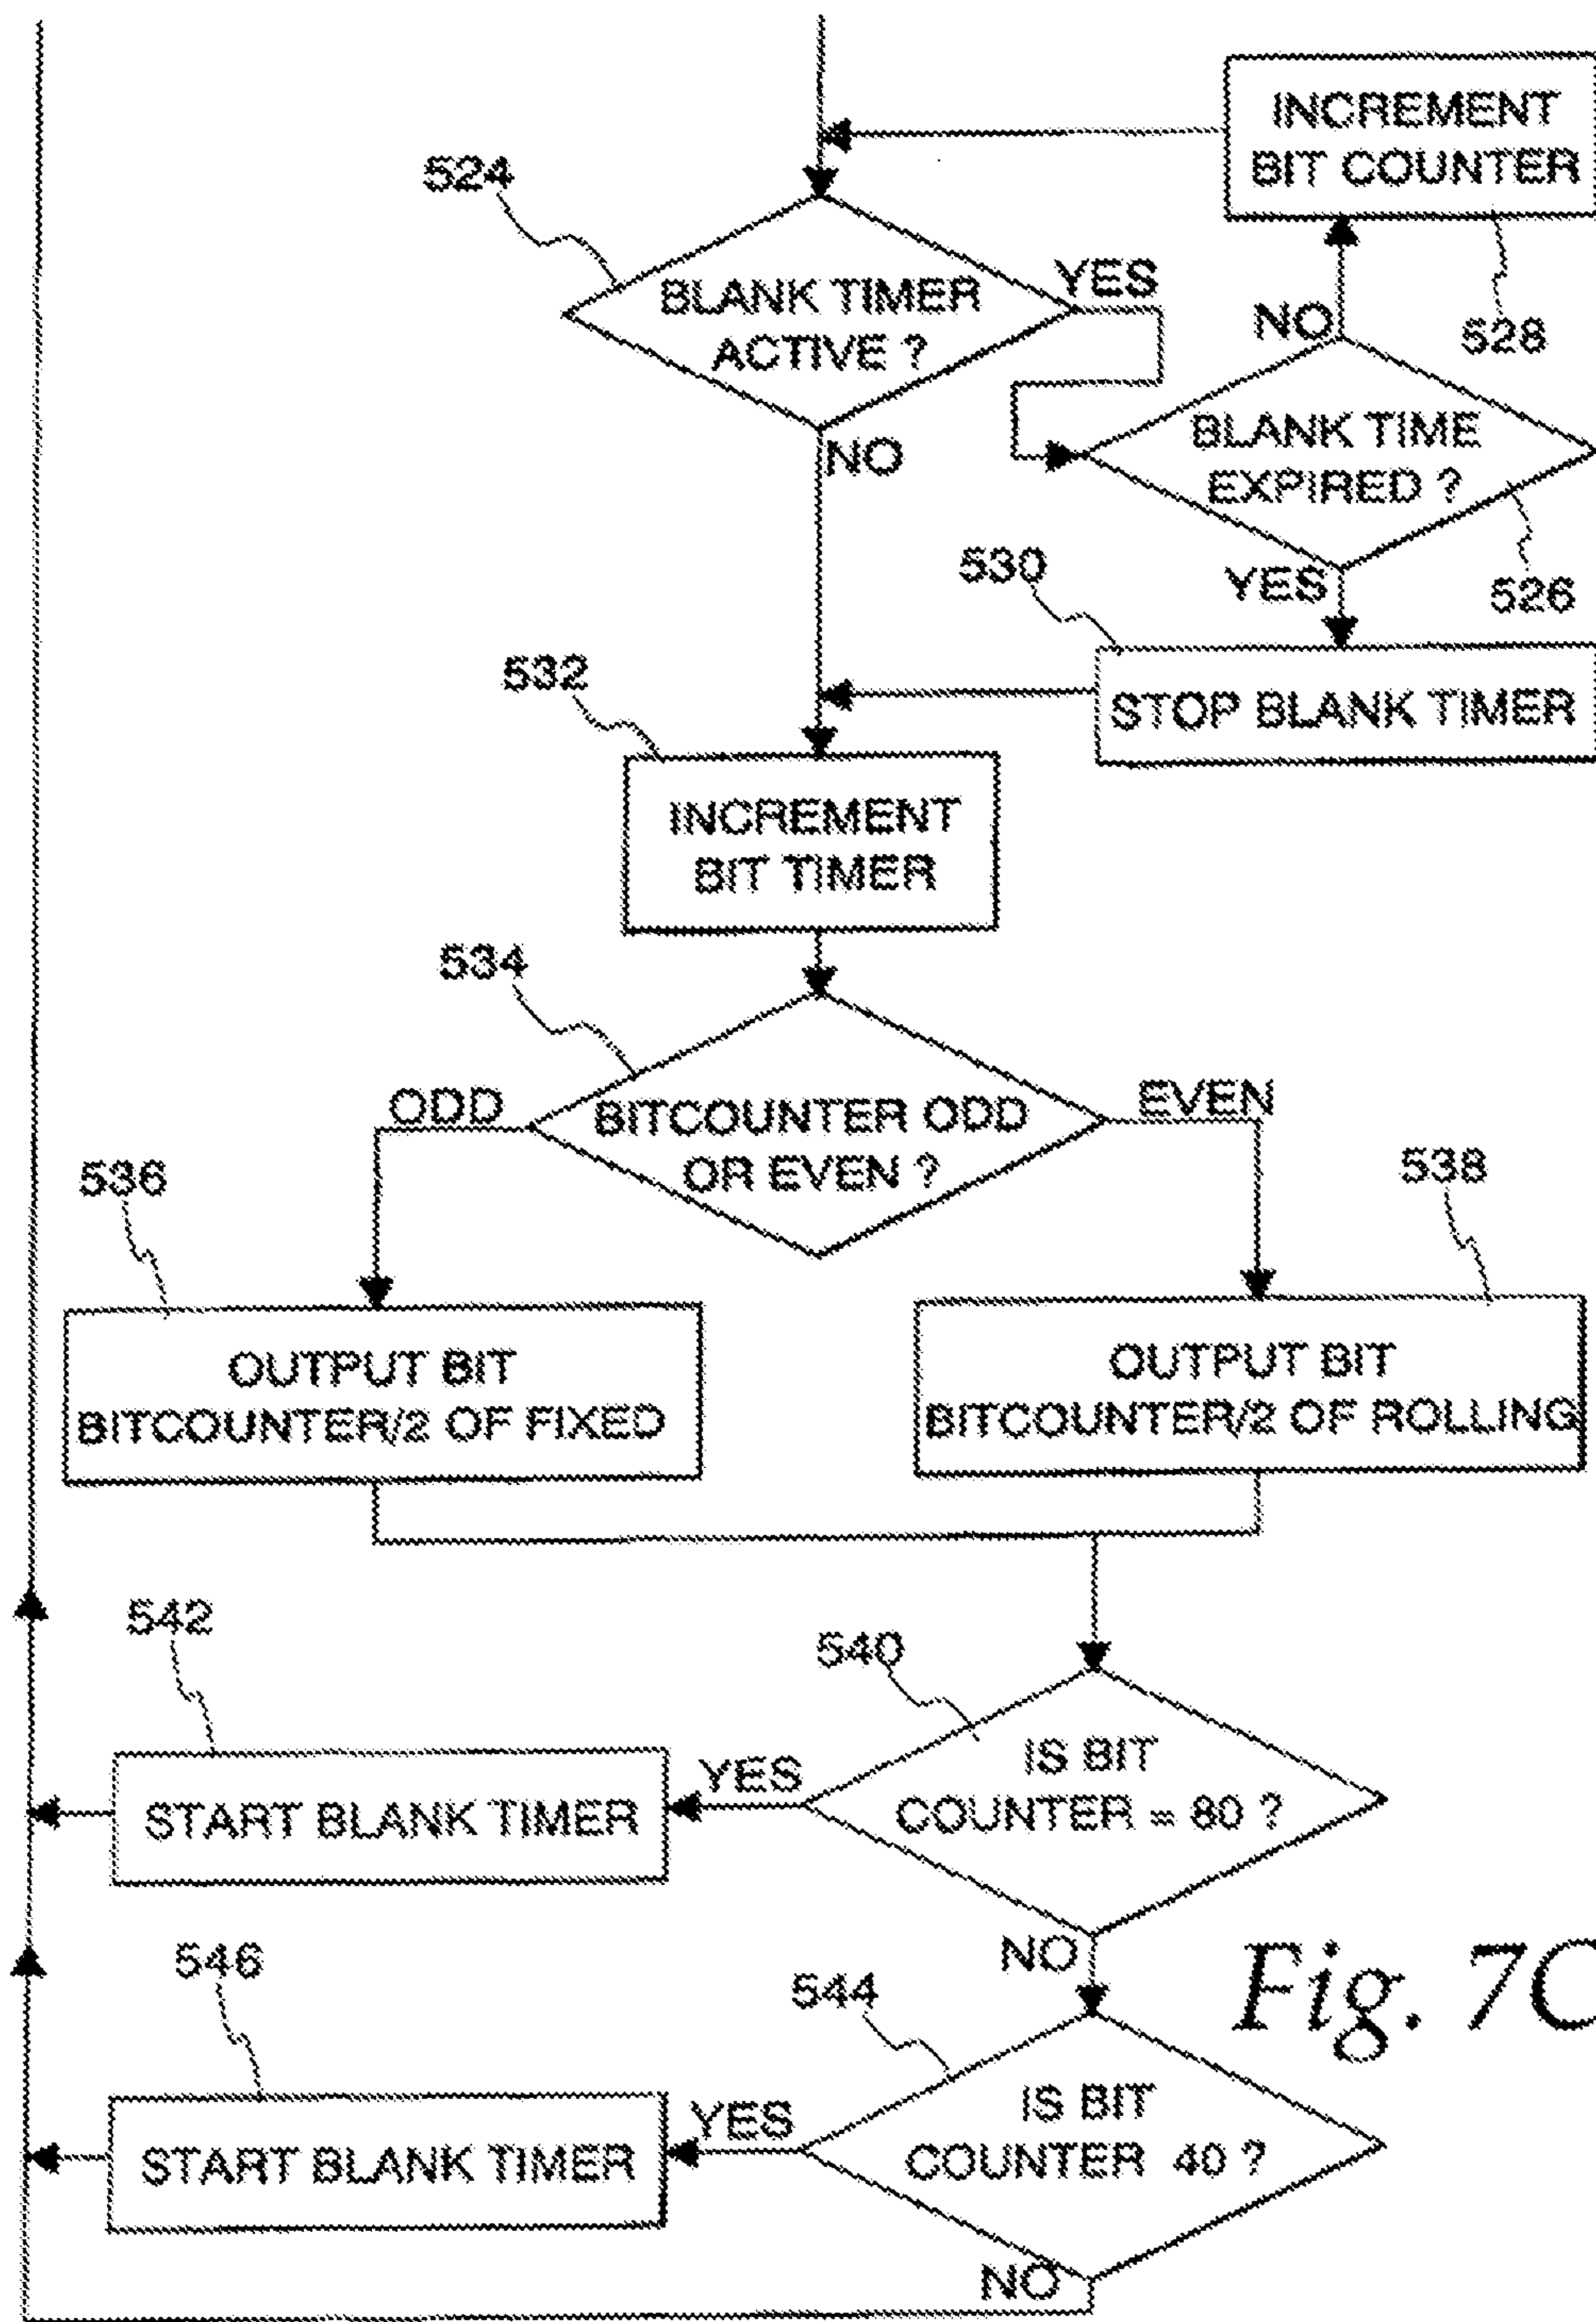 INCREMENT
BIT COUNTER
528
524
BLANK TIMER
ACTIVE ?
YES
NO
NO
BLANK TIME
EXPIRED ?
526
YES
530
STOP BLANK TIMER
532
INCREMENT
BIT TIMER
534
BITCOUNTER ODD
OR EVEN ?
ODD
EVEN
536
OUTPUT BIT
BITCOUNTER/2 OF FIXED
538
OUTPUT BIT
BITCOUNTER/2 OF ROLLING
540
IS BIT
COUNTER = 80 ?
YES
542
START BLANK TIMER
NO
Fig. 7C
544
IS BIT
COUNTER 40 ?
YES
546
START BLANK TIMER
NO